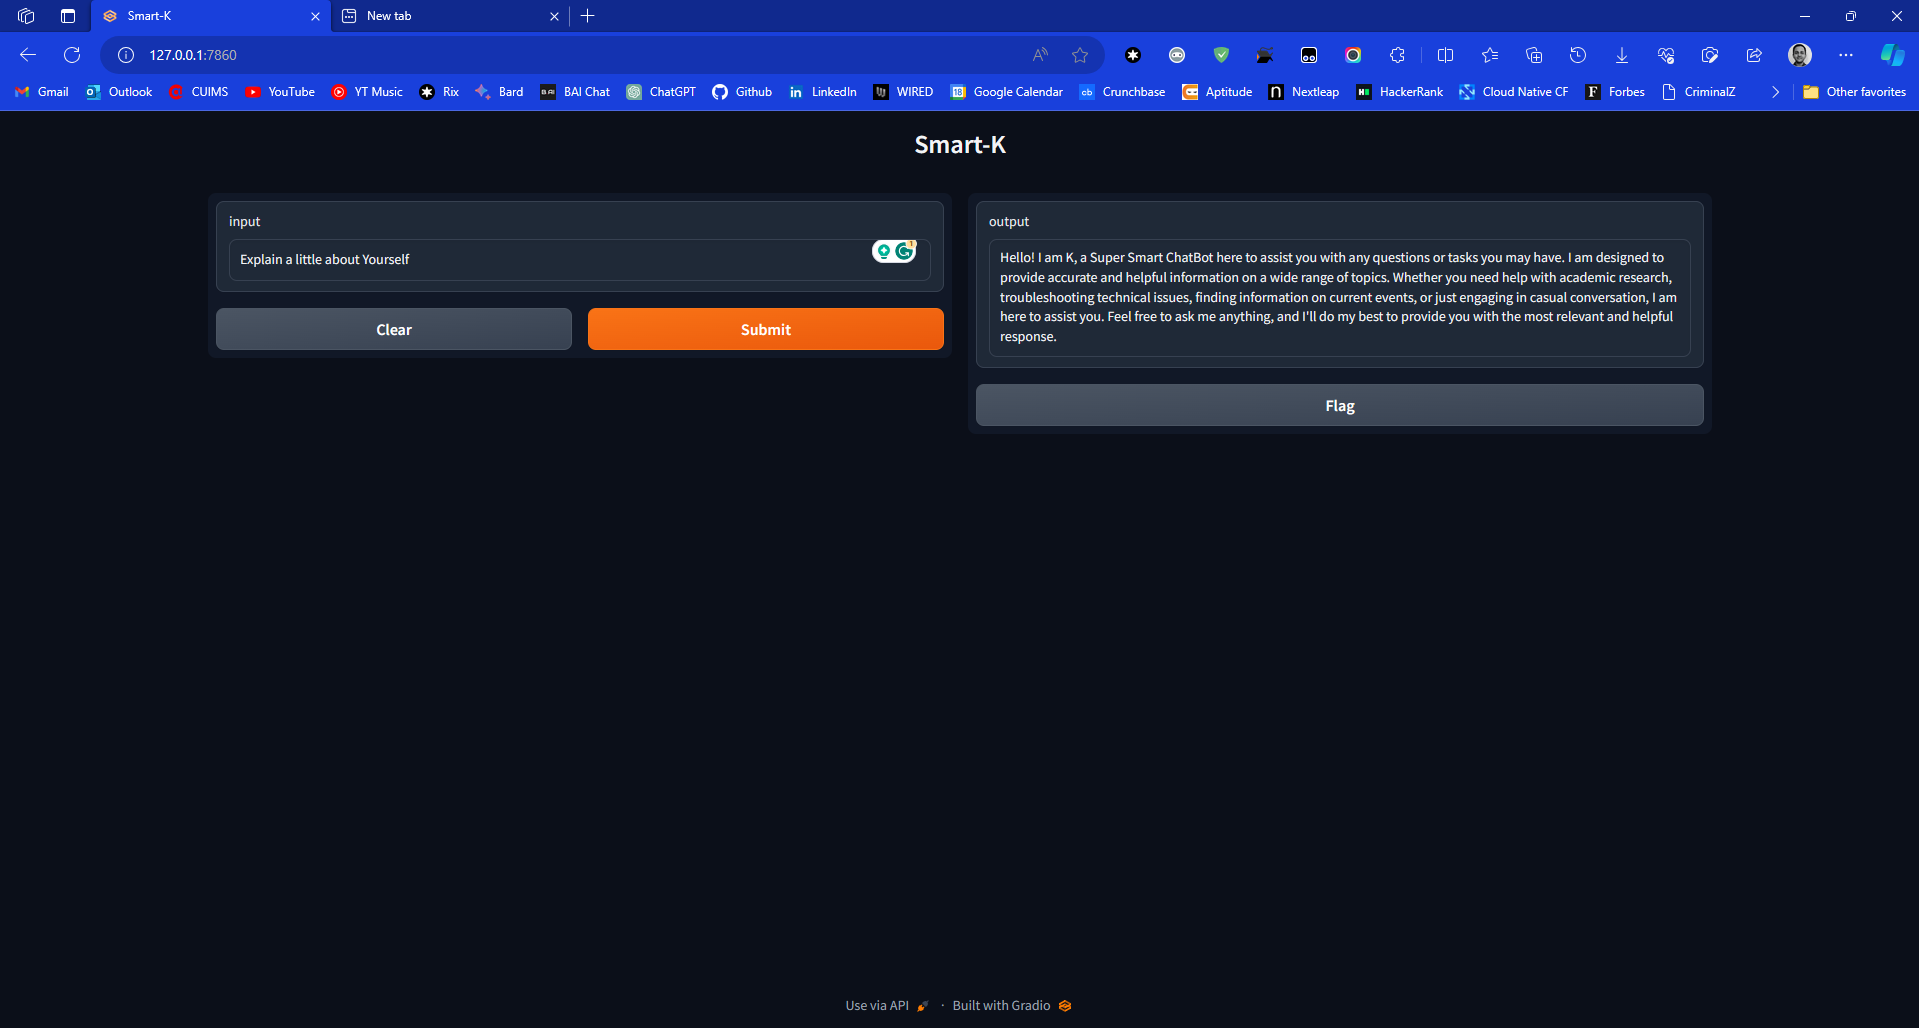 Smart-K
New tab
127.0.0.1:7860
Gmail Outlook CUIMS YouTube YT Music Rix Bard BAI Chat ChatGPT Github LinkedIn WIRED Google Calendar Crunchbase Aptitude Nextleap HackerRank Cloud Native CF Forbes CriminalZ Other favorites
Smart-K
input
Explain a little about Yourself
1
Clear Submit
output
Hello! I am K, a Super Smart ChatBot here to assist you with any questions or tasks you may have. I am designed to
provide accurate and helpful information on a wide range of topics. Whether you need help with academic research,
troubleshooting technical issues, finding information on current events, or just engaging in casual conversation, I am
here to assist you. Feel free to ask me anything, and I'll do my best to provide you with the most relevant and helpful
response.
Flag
Use via API · Built with Gradio